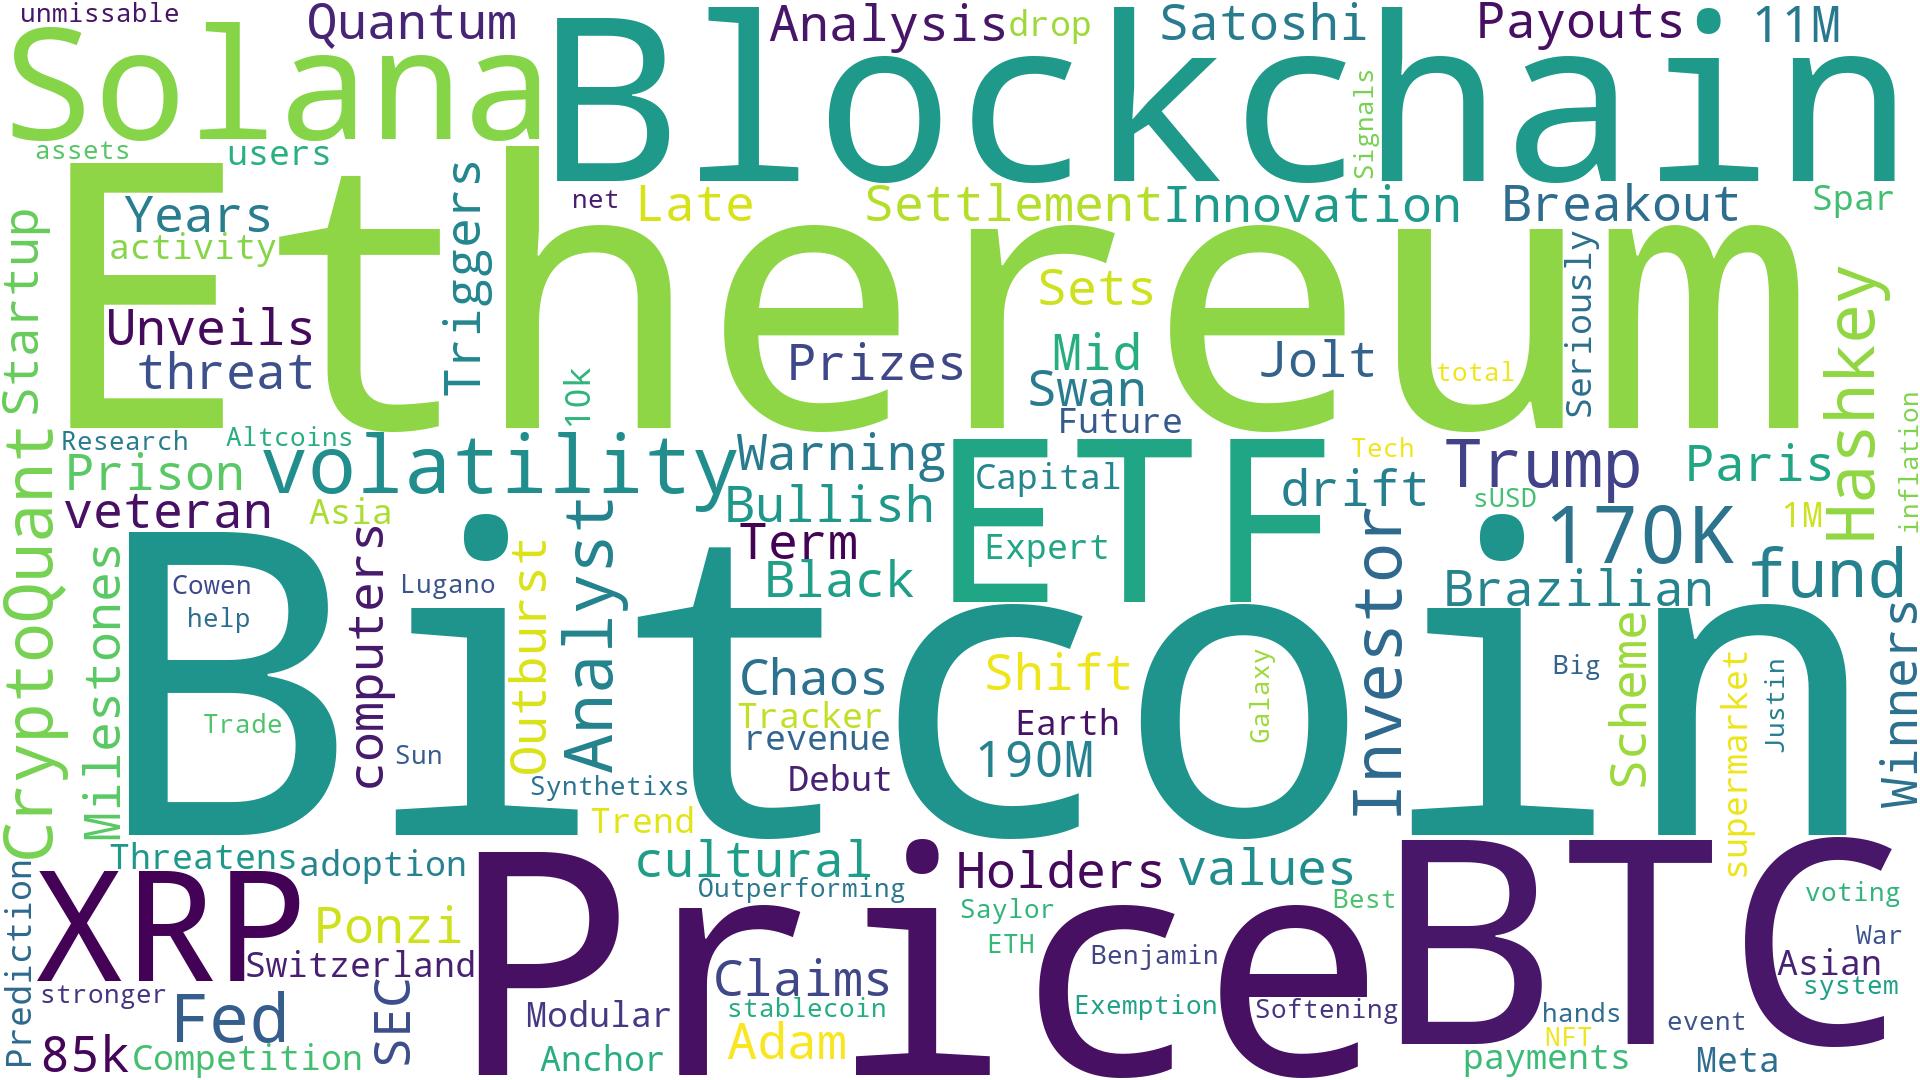 unmissable
Quantum
Solana
Blockchain
Analysis
drop
Satoshi
Payouts
11M
Signals
assets
users
Ethereum
net
Late
Settlement
Innovation
Breakout
Spar
Years
activity
Triggers
Startup
Sets
Seriously
Hashkey
Unveils
threat
Prizes
Mid
Swan
Future
Jolt
total
10k
inflation
Research
Altcoins
Prison
volatility
Warning
ETF
Capital
Tech
drift
Trump
Paris
sUSD
CryptoQuant
veteran
Asia
Bullish
Term
Black
Expert
170K
1M
Brazilian
fund
Bitcoin
Milestones
Cowen
help
computers
Lugano
Outburst
Analyst
Investor
Chaos
Shift
Galaxy
Big
Scheme
supermarket
Justin
Winners
Trade
Sun
Tracker
revenue
Earth
190M
Debut
Synthetixs
Trend
Threatens
adoption
cultural
Holders
values
Price
BTC
XRP
Prediction
Ponzi
Outperforming
Saylor
Best
voting
ETH
Benjamin
War
Switzerland
Claims
Asian
stronger
Fed
SEC
Modular
stablecoin
Exemption
Softening
system
hands
event
85k
Competition
Anchor
Adam
NFT
payments
Meta